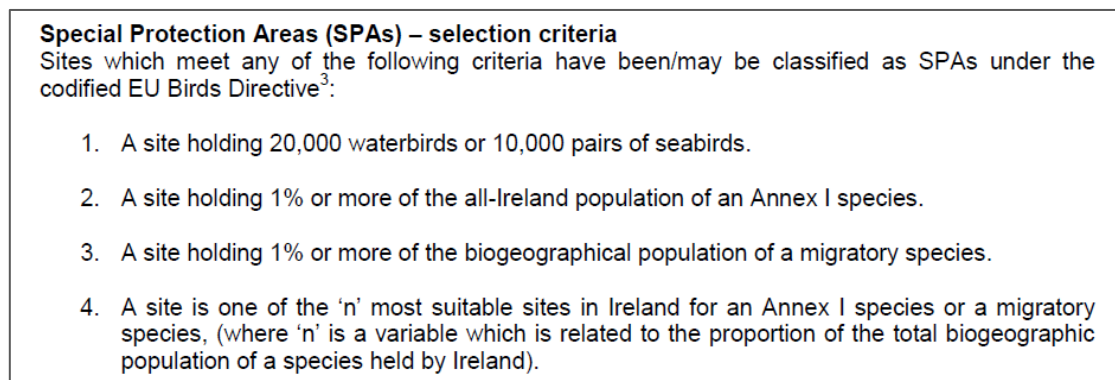 Special Protection Areas (SPAs) – selection criteria
Sites which meet any of the following criteria have been/may be classified as SPAs under the
codified EU Birds Directive³:
1. A site holding 20,000 waterbirds or 10,000 pairs of seabirds.
2. A site holding 1% or more of the all-Ireland population of an Annex I species.
3. A site holding 1% or more of the biogeographical population of a migratory species.
4. A site is one of the ‘n’ most suitable sites in Ireland for an Annex I species or a migratory
species, (where ‘n’ is a variable which is related to the proportion of the total biogeographic
population of a species held by Ireland).